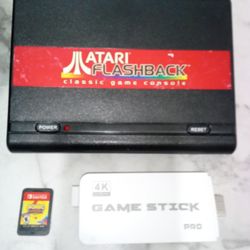 ATARI
FLASHBACK
classic game console
POWER
RESET
4K
GAME STICK
PRO